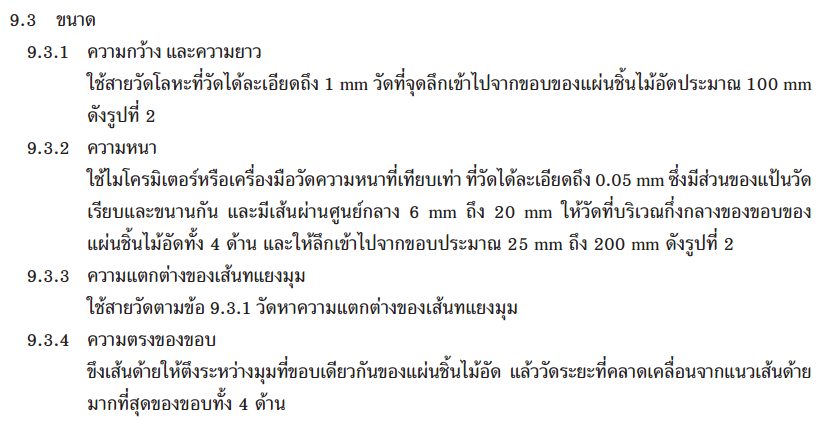 9.3 ขนาด
9.3.1 ความกว้าง และความยาว
ใช้สายวัดโลหะที่วัดได้ละเอียดถึง 1 mm วัดที่จุดลึกเข้าไปจากขอบของแผ่นชิ้นไม้อัดประมาณ 100 mm
ดังรูปที่ 2
9.3.2 ความหนา
ใช้ไมโครมิเตอร์หรือเครื่องมือวัดความหนาที่เทียบเท่า ที่วัดได้ละเอียดถึง 0.05 mm ซึ่งมีส่วนของแป้นวัด
เรียบและขนานกัน และมีเส้นผ่านศูนย์กลาง 6 mm ถึง 20 mm ให้วัดที่บริเวณกึ่งกลางของขอบของ
แผ่นชิ้นไม้อัดทั้ง 4 ด้าน และให้ลึกเข้าไปจากขอบประมาณ 25 mm ถึง 200 mm ดังรูปที่ 2
9.3.3 ความแตกต่างของเส้นทแยงมุม
ใช้สายวัดตามข้อ 9.3.1 วัดหาความแตกต่างของเส้นทแยงมุม
9.3.4 ความตรงของขอบ
ขึงเส้นด้ายให้ตึงระหว่างมุมที่ขอบเดียวกันของแผ่นชิ้นไม้อัด แล้ววัดระยะที่คลาดเคลื่อนจากแนวเส้นด้าย
มากที่สุดของขอบทั้ง 4 ด้าน